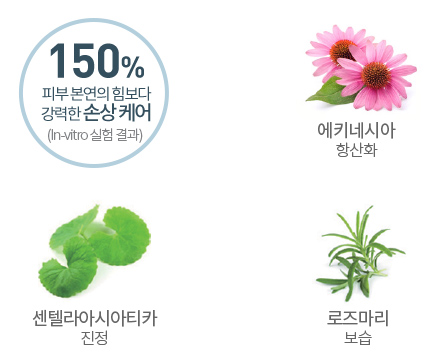 150%
피부 본연의 힘보다
강력한 손상 케어
(In-vitro 실험 결과)
에키네시아
항산화
센텔라아시아티카
진정
로즈마리
보습